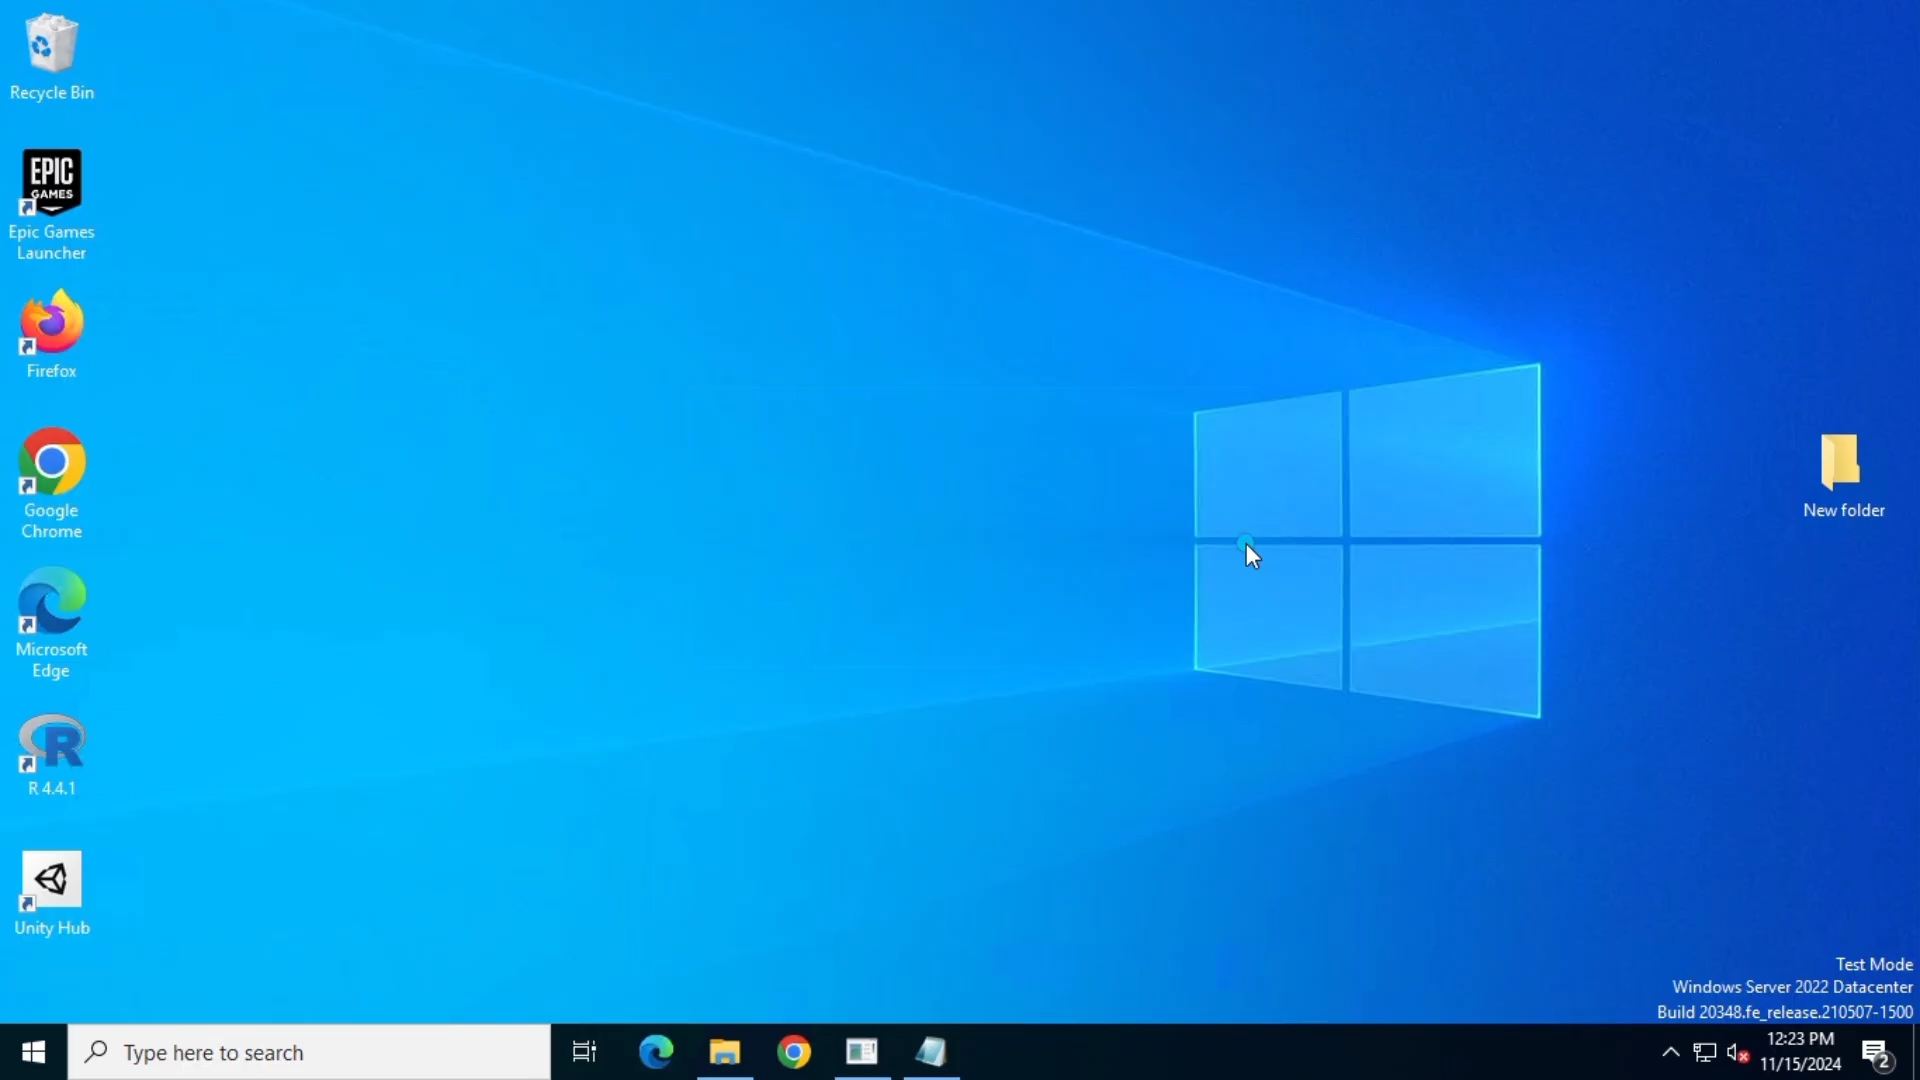 Recycle Bin
EPIC
GAMES
Epic Games
Launcher
Firefox
Google
Chrome
Microsoft
Edge
R
R 4.4.1
Unity Hub
New folder
Test Mode
Windows Server 2022 Datacenter
Build 20348.fe_release.210507-1500
Type here to search
12:23 PM
11/15/2024
2